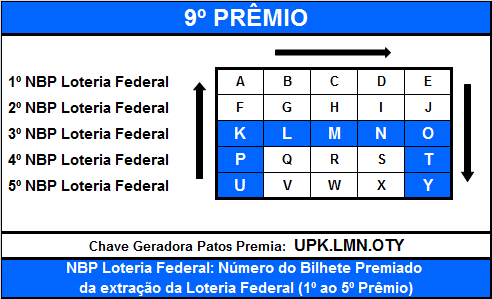 9º PRÊMIO
1º NBP Loteria Federal A B C D E
2º NBP Loteria Federal F G H I J
3º NBP Loteria Federal K L M N O
4º NBP Loteria Federal P Q R S T
5º NBP Loteria Federal U V W X Y
Chave Geradora Patos Premia: UPK.LMN.OTY
NBP Loteria Federal: Número do Bilhete Premiado
da extração da Loteria Federal (1º ao 5º Prêmio)